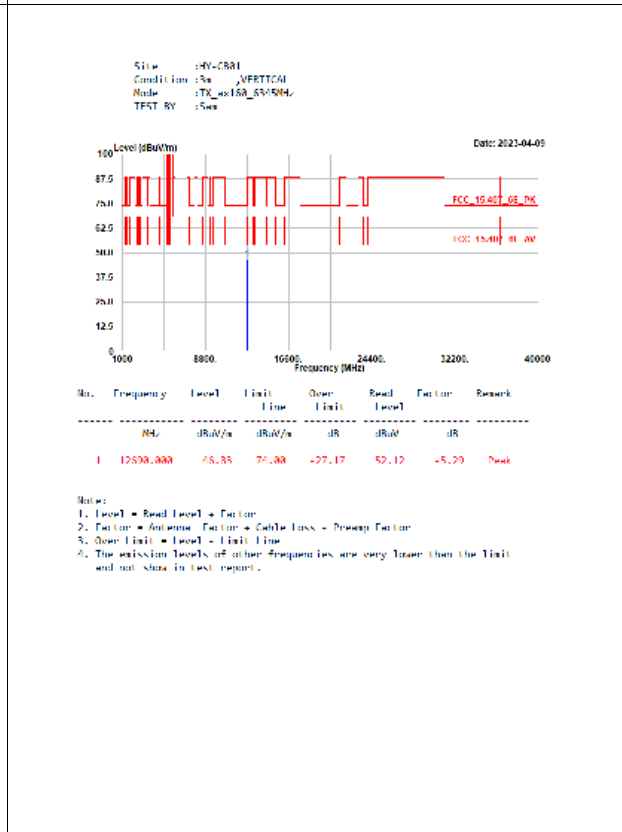 Site :HY-CB01
Condition :3m ,VERTICAL
Mode :TX_ax160_6345MHz
TEST BY :Sam
Date: 2023-04-09
Level (dBuV/m)
100
87.5
75.0
FCC_15.407_6E_PK
62.5
FCC_15.407_6E_AV
50.0
37.5
25.0
12.5
0
1000 8800. 16600. 24400. 32200. 40000
Frequency (MHz)
No. Frequency Level Limit Over Read Factor Remark
Line Limit Level
MHz dBuV/m dBuV/m dB dBuV dB
1 12690.000 46.83 74.00 -27.17 52.12 -5.29 Peak
Note:
1. Level = Read Level + Factor
2. Factor = Antenna Factor + Cable Loss - Preamp Factor
3. Over Limit = Level - Limit Line
4. The emission levels of other frequencies are very lower than the limit
and not show in test report.